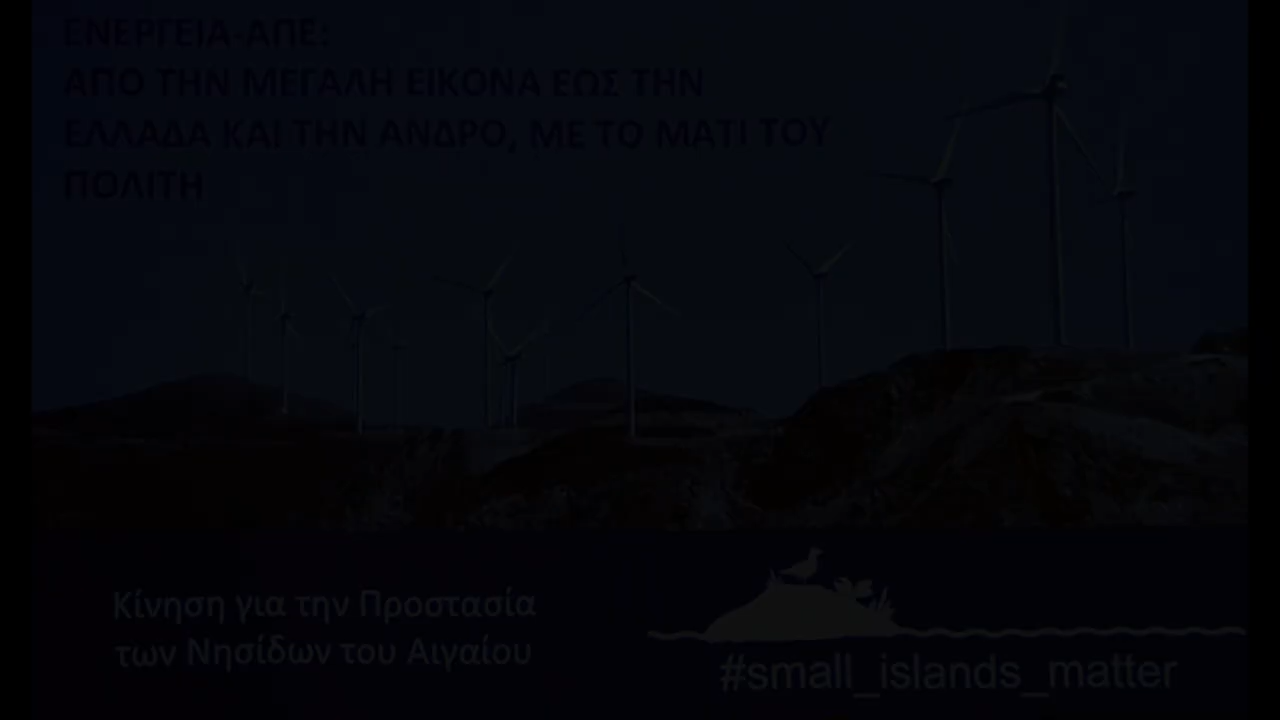 ΕΝΕΡΓΕΙΑ-ΑΠΕ:
ΑΠΟ ΤΗΝ ΜΕΓΑΛΗ ΕΙΚΟΝΑ ΕΩΣ ΤΗΝ
ΕΛΛΑΔΑ ΚΑΙ ΤΗΝ ΑΝΔΡΟ, ΜΕ ΤΟ ΜΑΤΙ ΤΟΥ
ΠΟΛΙΤΗ
Κίνηση για την Προστασία
των Νησίδων του Αιγαίου
#small_islands_matter